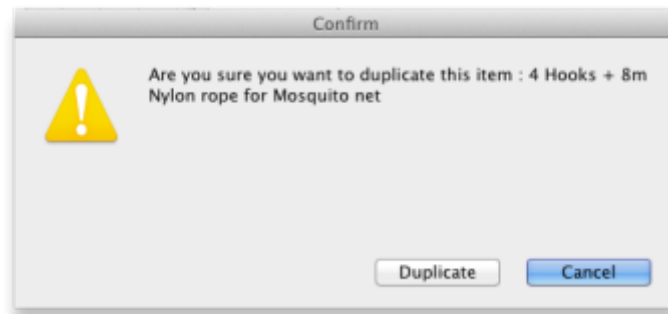 Confirm
Are you sure you want to duplicate this item : 4 Hooks + 8m
Nylon rope for Mosquito net
Duplicate
Cancel